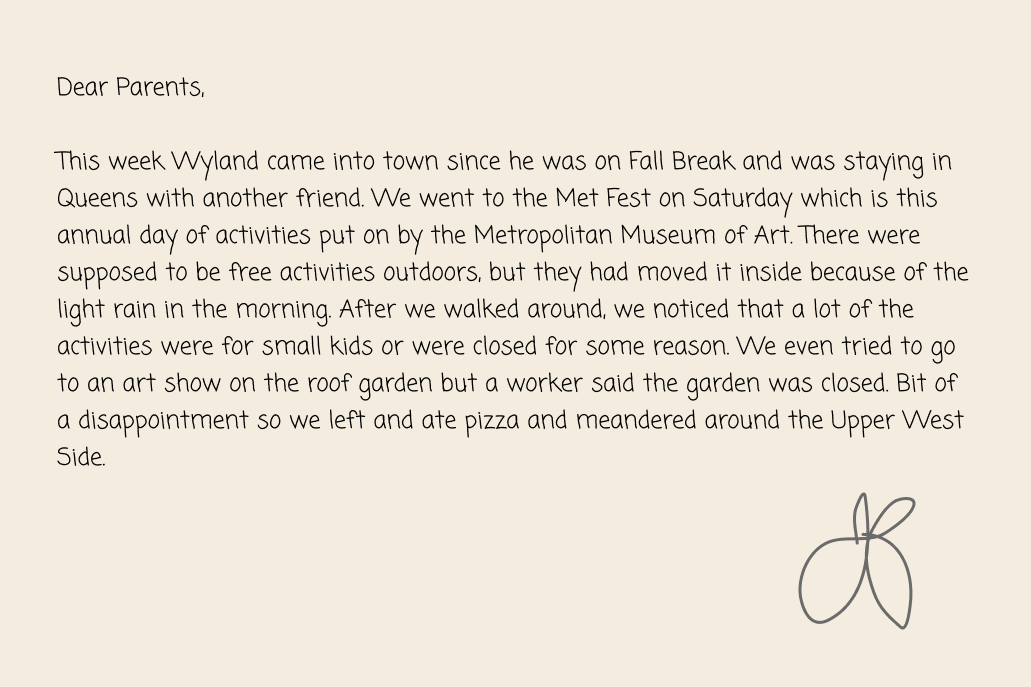 Dear Parents,
This week Wyland came into town since he was on Fall Break and was staying in
Queens with another friend. We went to the Met Fest on Saturday which is this
annual day of activities put on by the Metropolitan Museum of Art. There were
supposed to be free activities outdoors, but they had moved it inside because of the
light rain in the morning. After we walked around, we noticed that a lot of the
activities were for small kids or were closed for some reason. We even tried to go
to an art show on the roof garden but a worker said the garden was closed. Bit of
a disappointment so we left and ate pizza and meandered around the Upper West
Side.